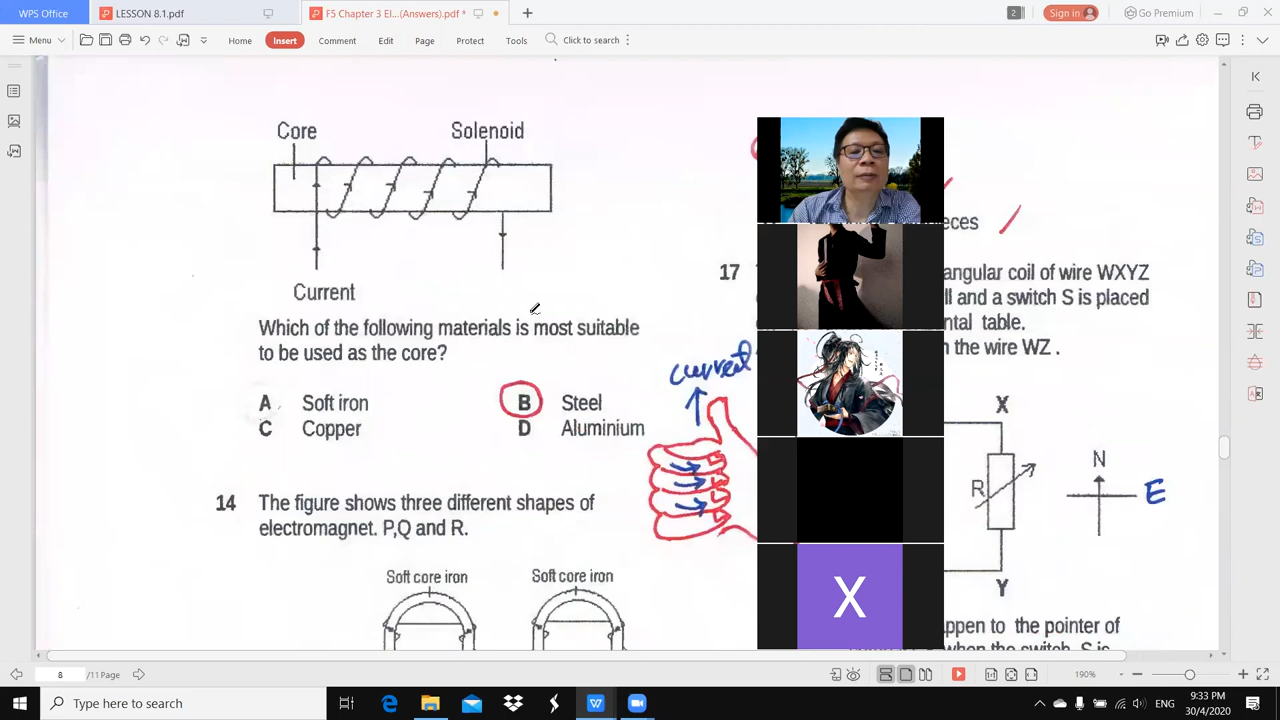 WPS Office
LESSON 8.1.pdf
F5 Chapter 3 El...(Answers).pdf *
2
Sign in
Go Premium
Menu
Home
Insert
Comment
Edit
Page
Protect
Tools
Click to search
Core
Solenoid
Current
Which of the following materials is most suitable
to be used as the core?
A Soft iron
B Steel
C Copper
D Aluminium
14 The figure shows three different shapes of
electromagnet. P,Q and R.
Soft core iron
Soft core iron
current
17
angular coil of wire WXYZ
ll and a switch S is placed
ntal table.
n the wire WZ .
X
R
N
E
Y
ppen to the pointer of
when the switch S is
X
8
/11 Page
190%
Type here to search
ENG
9:33 PM
30/4/2020